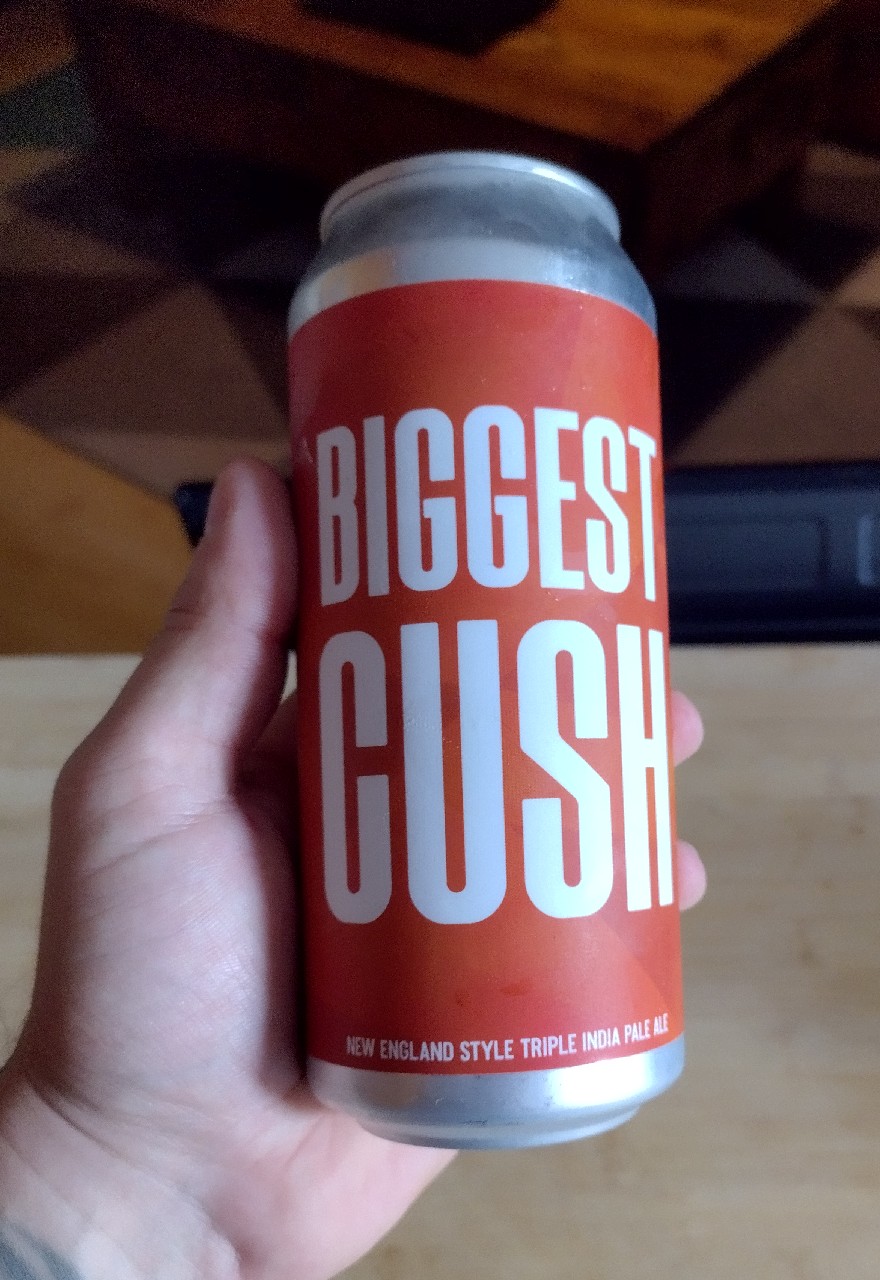 BIGGEST
CUSH
NEW ENGLAND STYLE TRIPLE INDIA PALE ALE